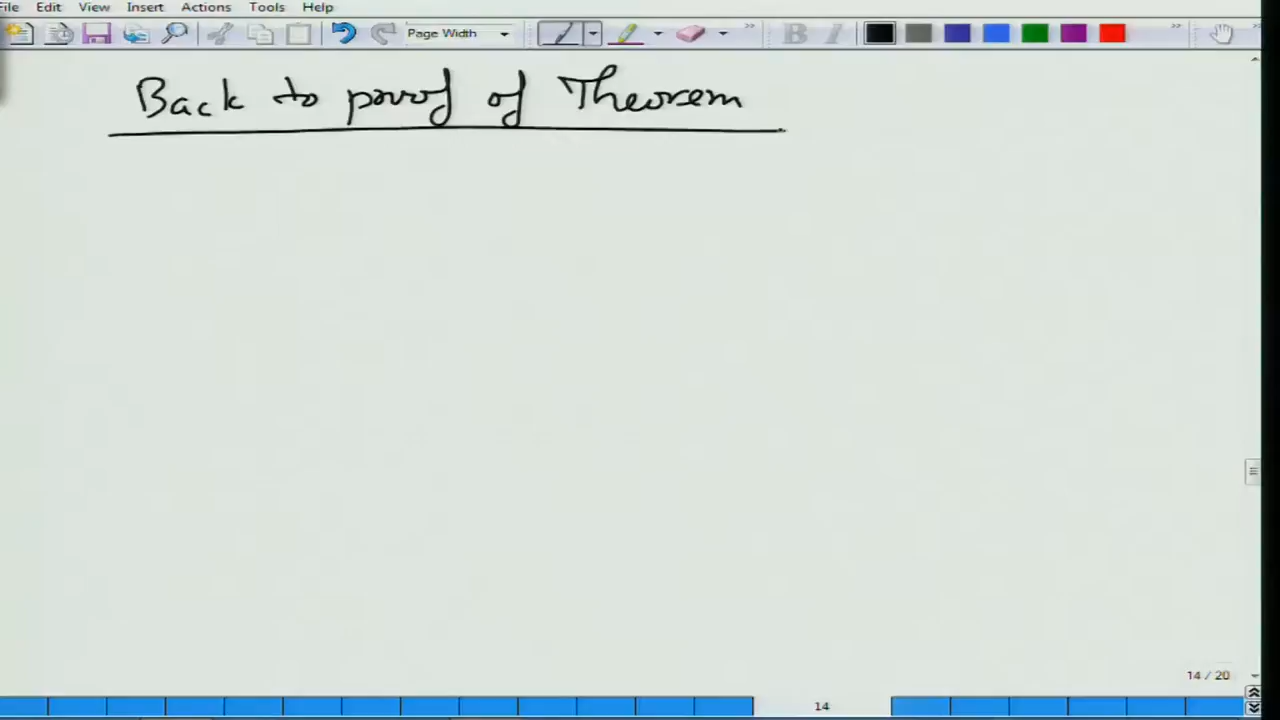 File Edit View Insert Actions Tools Help
Page Width
B I
Back to proof of Theorem
14 / 20
14